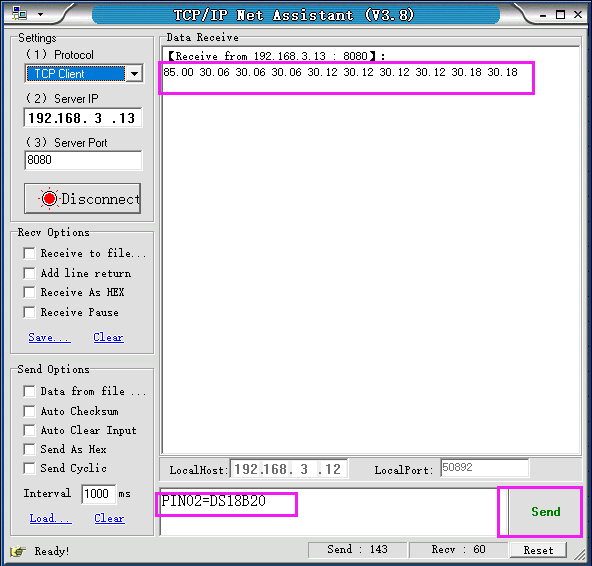 TCP/IP Net Assistant (V3.8)
Settings
(1) Protocol
TCP Client
(2) Server IP
192.168. 3 .13
(3) Server Port
8080
Disconnect
Recv Options
Receive to file...
Add line return
Receive As HEX
Receive Pause
Save... Clear
Send Options
Data from file ...
Auto Checksum
Auto Clear Input
Send As Hex
Send Cyclic
Interval 1000 ms
Load... Clear
Data Receive
【Receive from 192.168.3.13 : 8080】:
85.00 30.06 30.06 30.06 30.12 30.12 30.12 30.12 30.18 30.18
LocalHost: 192.168. 3 .12 LocalPort: 50892
PIN02=DS18B20
Send
Ready! Send : 143 Recv : 60 Reset